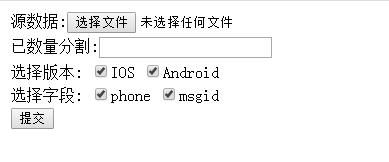 源数据:选择文件 未选择任何文件
已数量分割:
选择版本: IOS Android
选择字段: phone msgid
提交